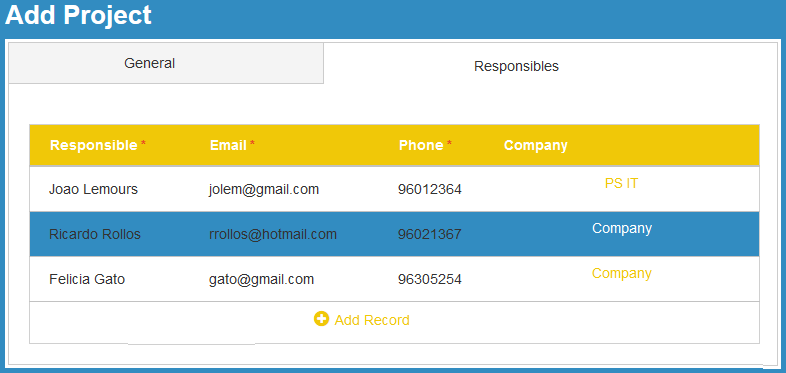 Add Project
General Responsibles
Responsible * Email * Phone * Company
Joao Lemours jolem@gmail.com 96012364 PS IT
Ricardo Rollos rrollos@hotmail.com 96021367 Company
Felicia Gato gato@gmail.com 96305254 Company
Add Record